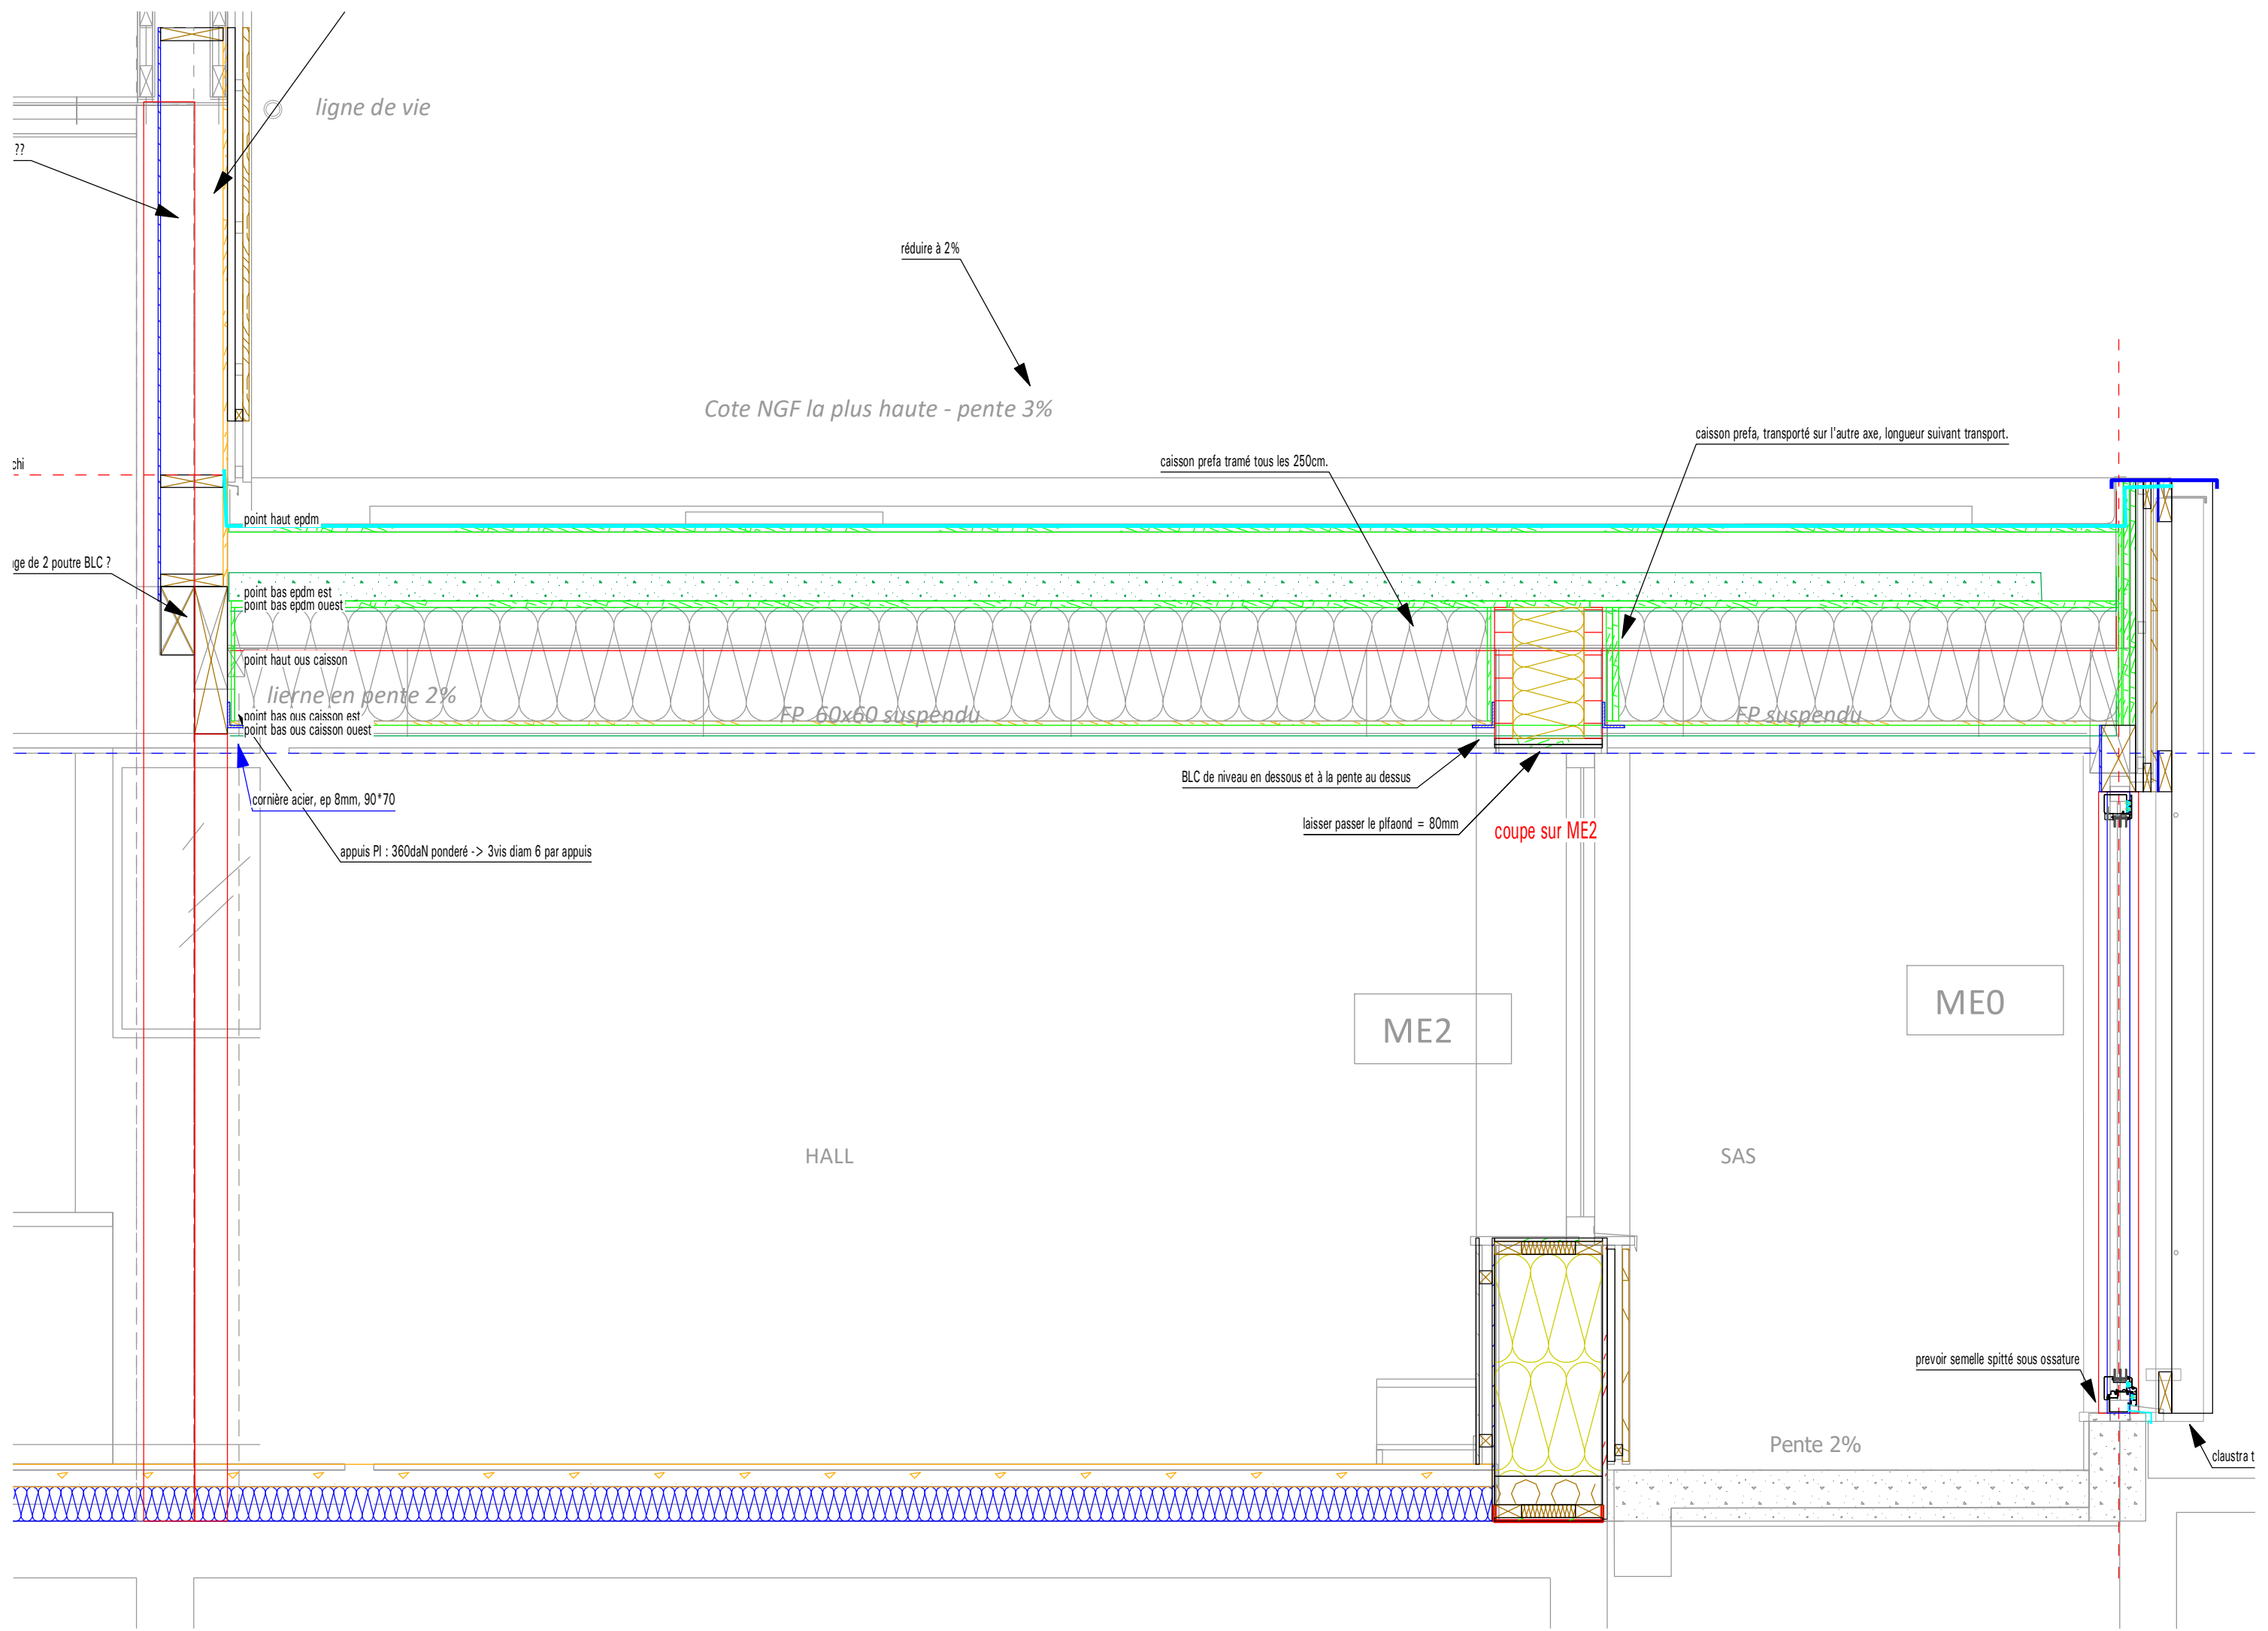 ligne de vie
??
réduire à 2%
Cote NGF la plus haute - pente 3%
caisson prefa, transporté sur l'autre axe, longueur suivant transport.
caisson prefa tramé tous les 250cm.
chi
point haut epdm
ge de 2 poutre BLC ?
point bas epdm est
point bas epdm ouest
point haut ous caisson
lierne en pente 2%
point bas ous caisson est
point bas ous caisson ouest
FP 60x60 suspendu
FP suspendu
BLC de niveau en dessous et à la pente au dessus
cornière acier, ep 8mm, 90*70
laisser passer le plfaond = 80mm
coupe sur ME2
appuis PI : 360daN ponderé -> 3vis diam 6 par appuis
ME0
ME2
HALL
SAS
prevoir semelle spitté sous ossature
Pente 2%
claustra t